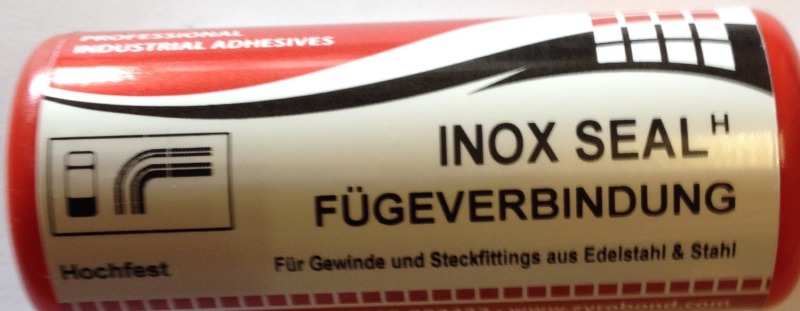 PROFESSIONAL
INDUSTRIAL ADHESIVES
INOX SEAL H
FÜGEVERBINDUNG
Für Gewinde und Steckfittings aus Edelstahl & Stahl
Hochfest